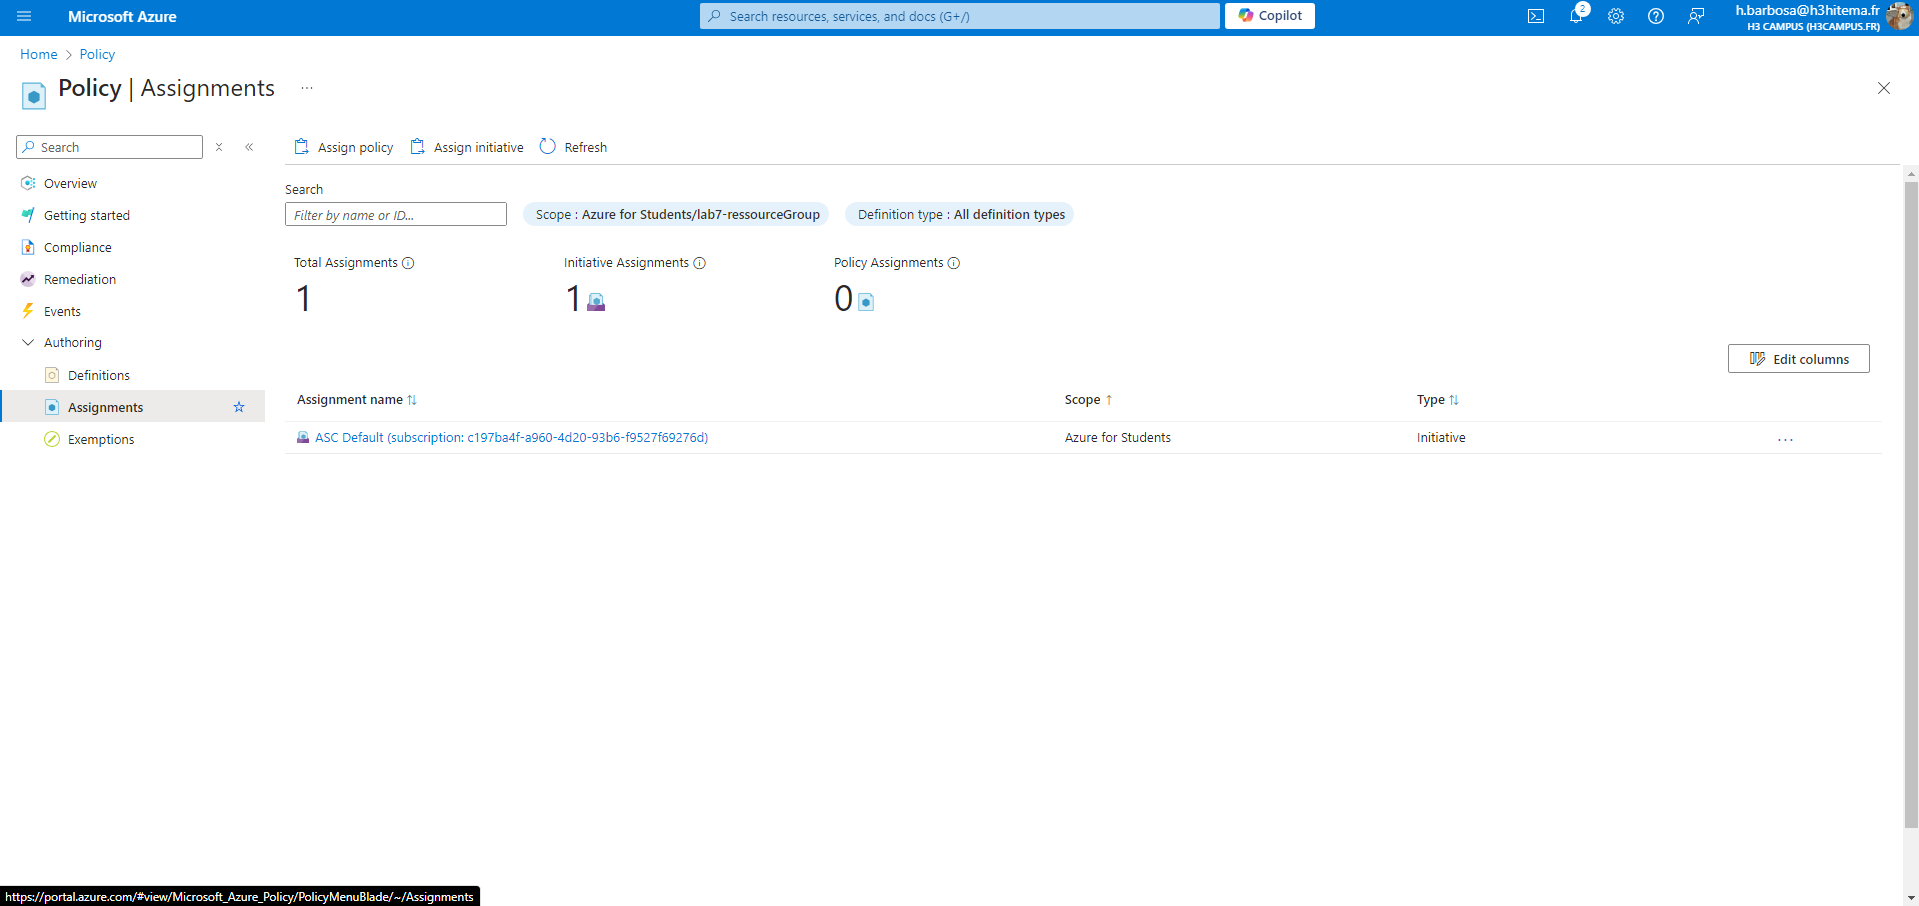 Microsoft Azure
Search resources, services, and docs (G+/)
Copilot
2
h.barbosa@h3hitema.fr
H3 CAMPUS (H3CAMPUS.FR)
Home > Policy
Policy | Assignments
...
Search
Assign policy
Assign initiative
Refresh
Overview
Getting started
Compliance
Remediation
Events
Authoring
Definitions
Assignments
Exemptions
Search
Filter by name or ID...
Scope : Azure for Students/lab7-ressourceGroup
Definition type : All definition types
Total Assignments
1
Initiative Assignments
1
Policy Assignments
0
Edit columns
Assignment name
Scope
Type
ASC Default (subscription: c197ba4f-a960-4d20-93b6-f9527f69276d)
Azure for Students
Initiative
...
https://portal.azure.com/#view/Microsoft_Azure_Policy/PolicyMenuBlade/~/Assignments